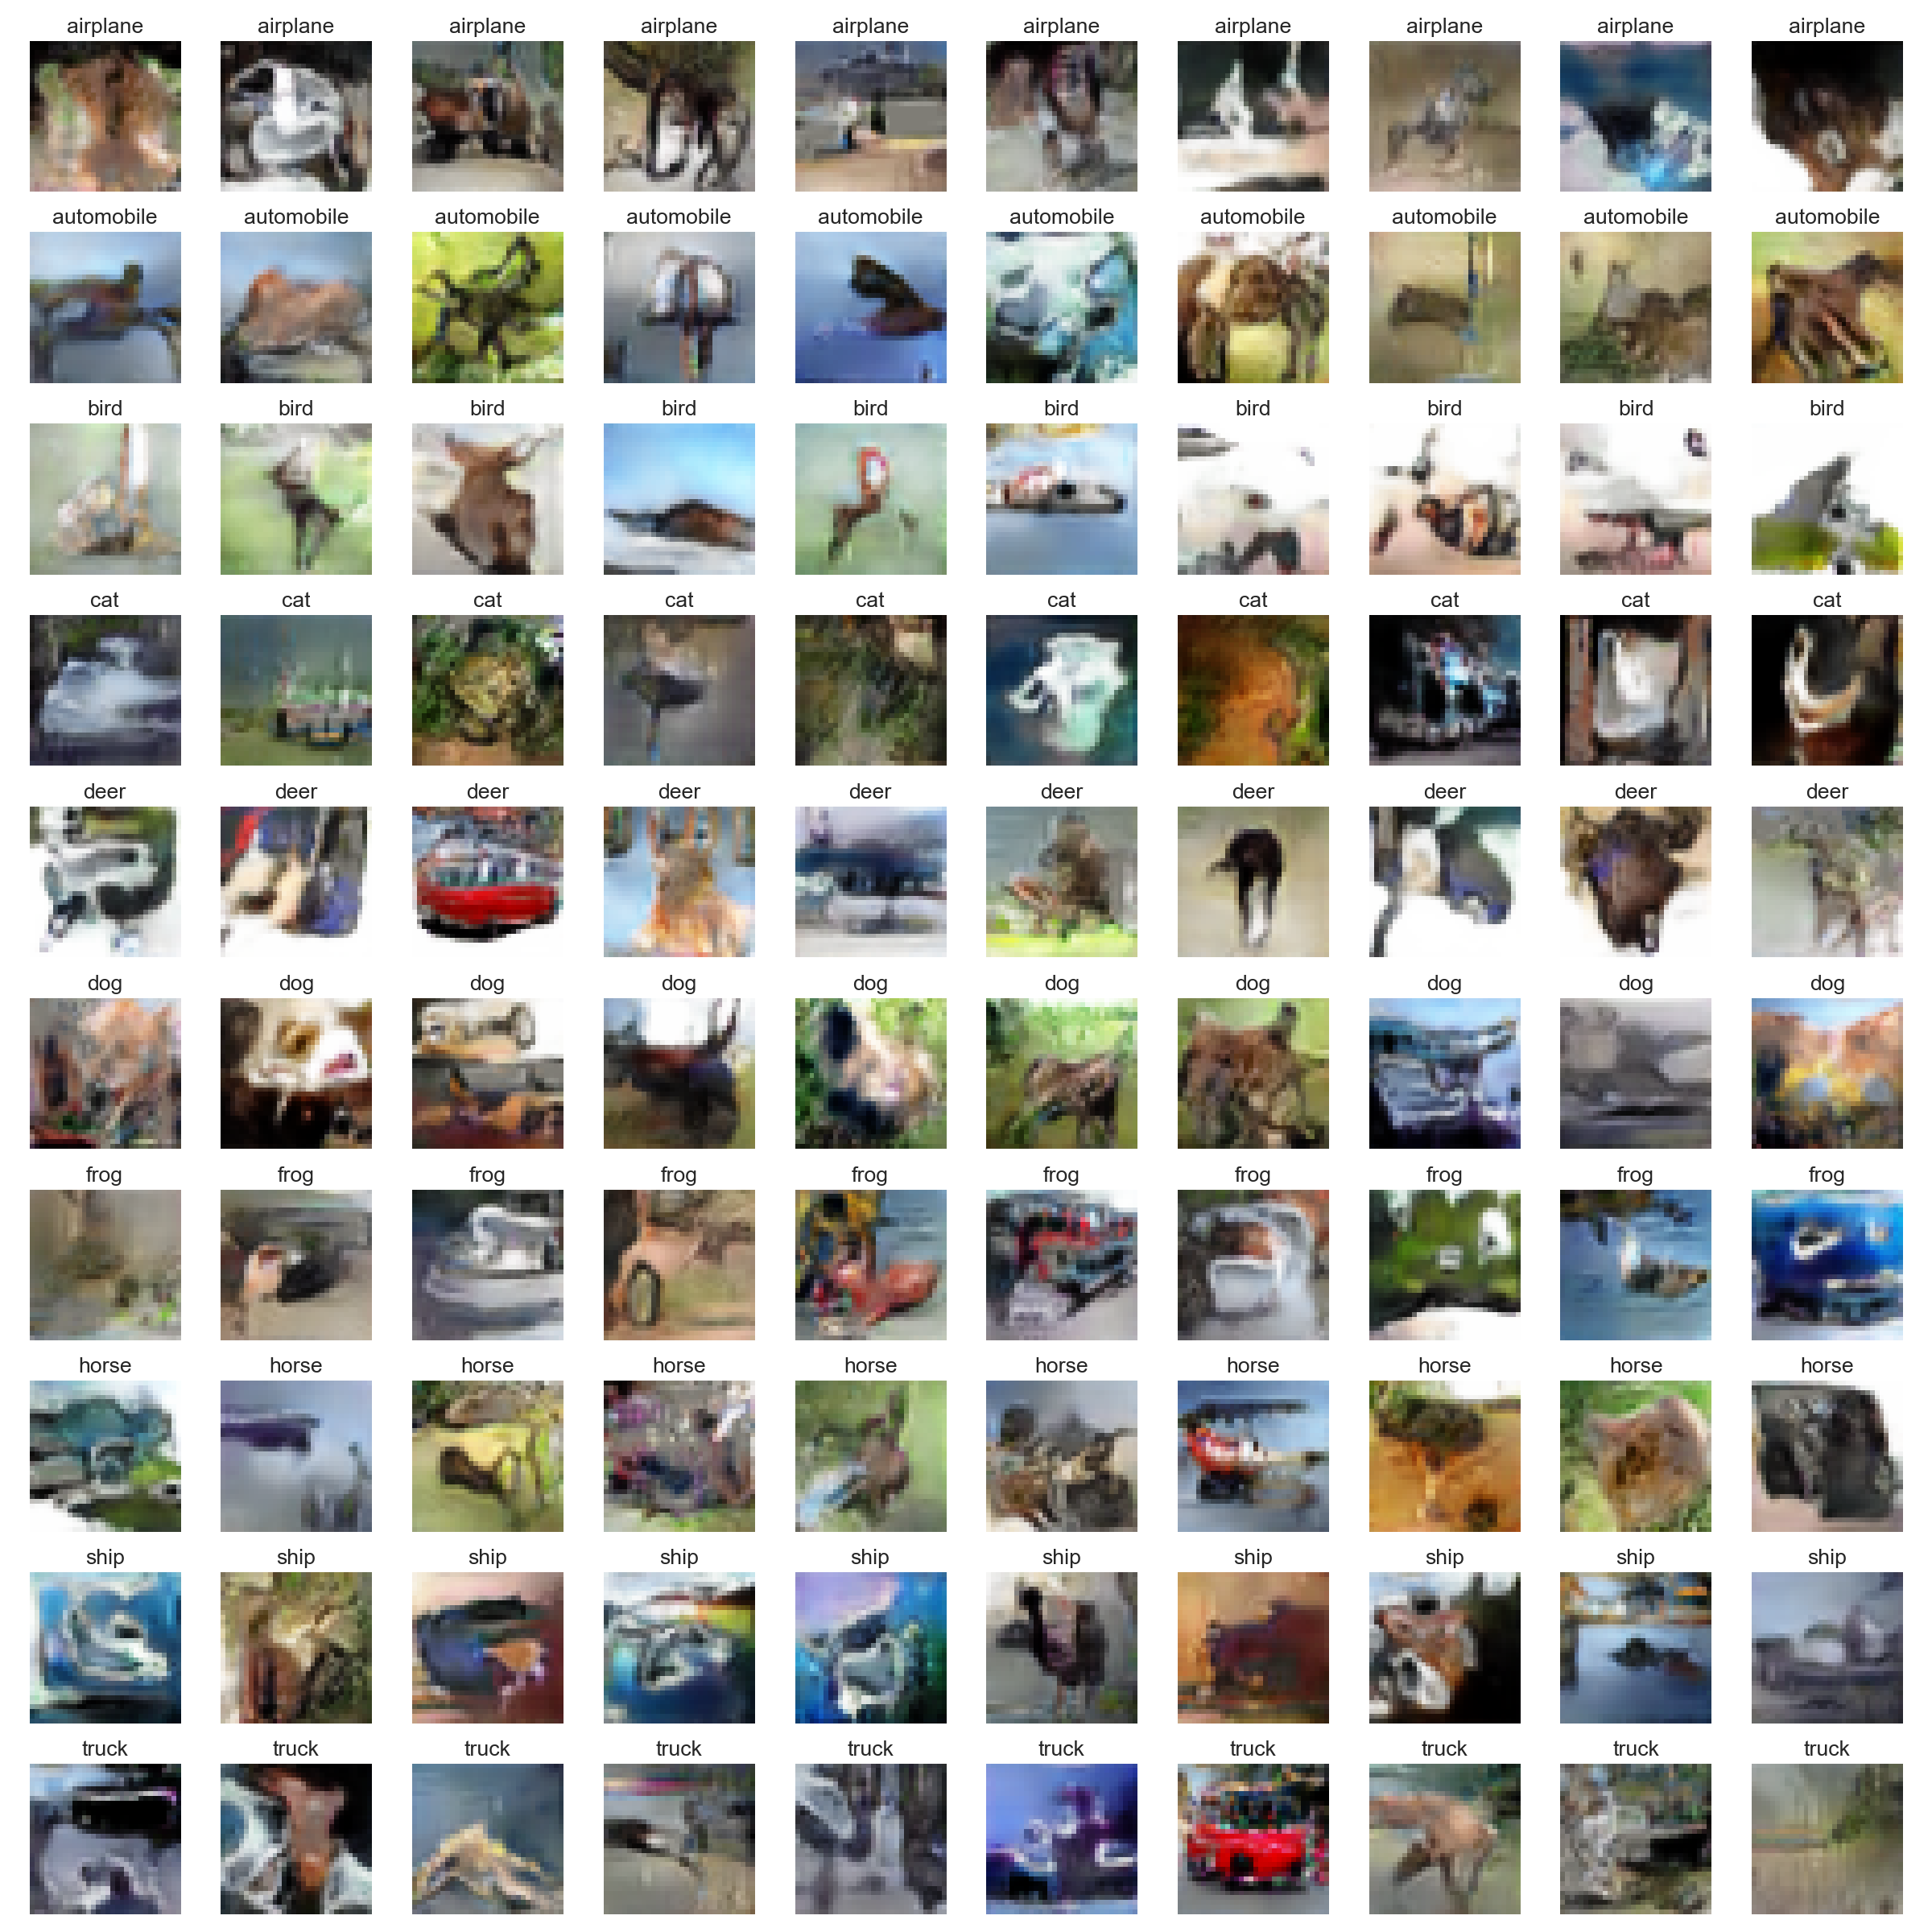 airplane airplane airplane airplane airplane airplane airplane airplane airplane airplane
automobile automobile automobile automobile automobile automobile automobile automobile automobile automobile
bird bird bird bird bird bird bird bird bird bird
cat cat cat cat cat cat cat cat cat cat
deer deer deer deer deer deer deer deer deer deer
dog dog dog dog dog dog dog dog dog dog
frog frog frog frog frog frog frog frog frog frog
horse horse horse horse horse horse horse horse horse horse
ship ship ship ship ship ship ship ship ship ship
truck truck truck truck truck truck truck truck truck truck